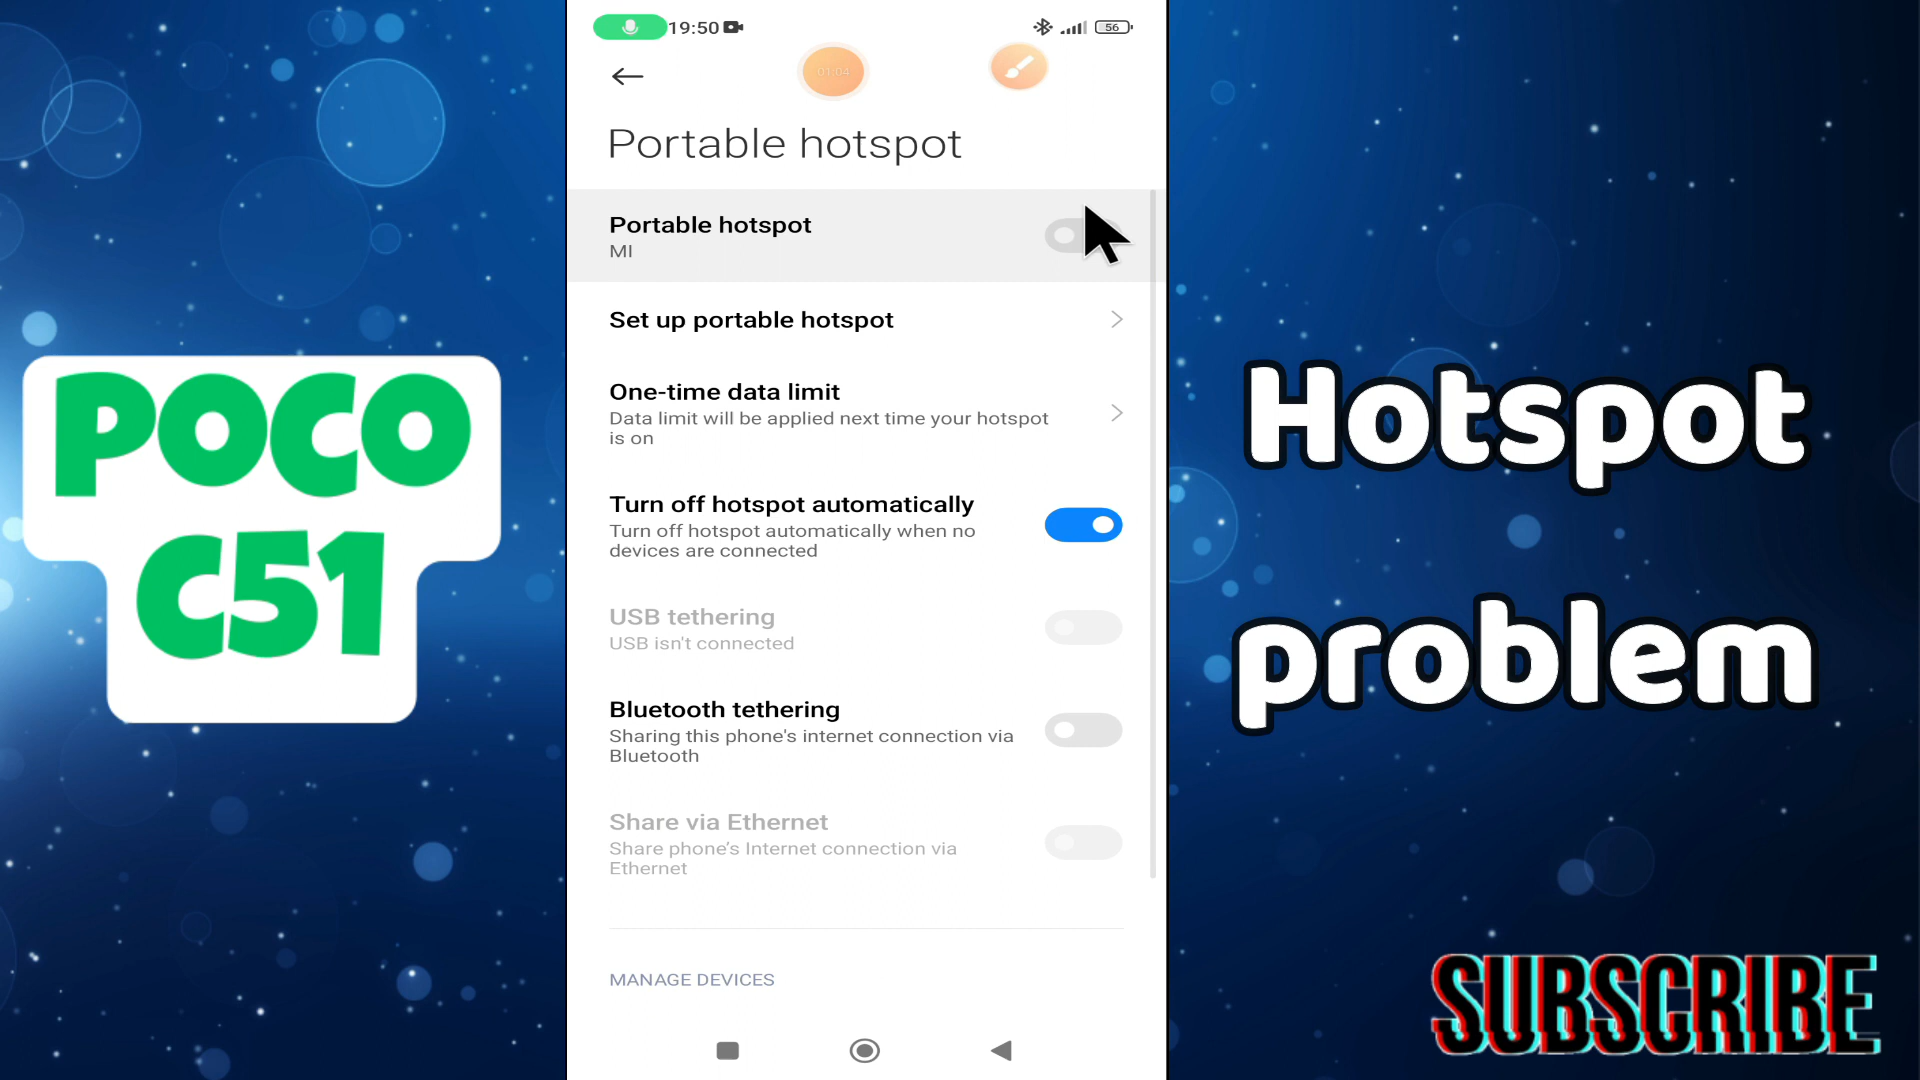 19:50
56
01:04
Portable hotspot
Portable hotspot
MI
Set up portable hotspot
One-time data limit
Data limit will be applied next time your hotspot
is on
Turn off hotspot automatically
Turn off hotspot automatically when no
devices are connected
USB tethering
USB isn't connected
Bluetooth tethering
Sharing this phone's internet connection via
Bluetooth
Share via Ethernet
Share phone’s Internet connection via
Ethernet
MANAGE DEVICES
POCO
C51
Hotspot
problem
SUBSCRIBE